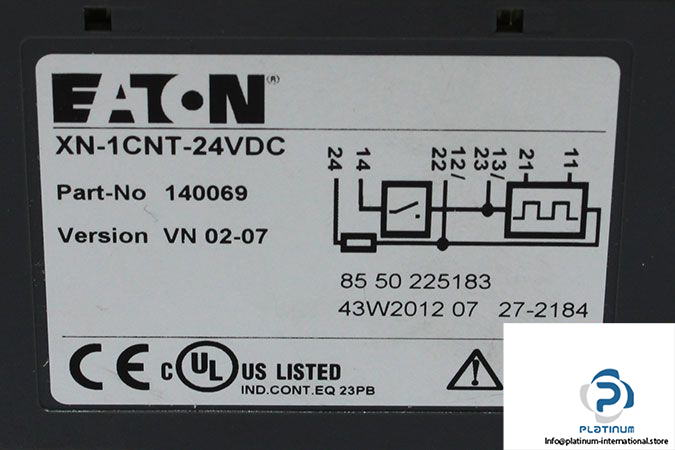 EATON®
XN-1CNT-24VDC
Part-No 140069
Version VN 02-07
24 14 22 12/ 23 13/ 21 11
85 50 225183
43W2012 07 27-2184
CE C UL US LISTED
IND.CONT.EQ 23PB
PLATINUM
Info@platinum-international.store